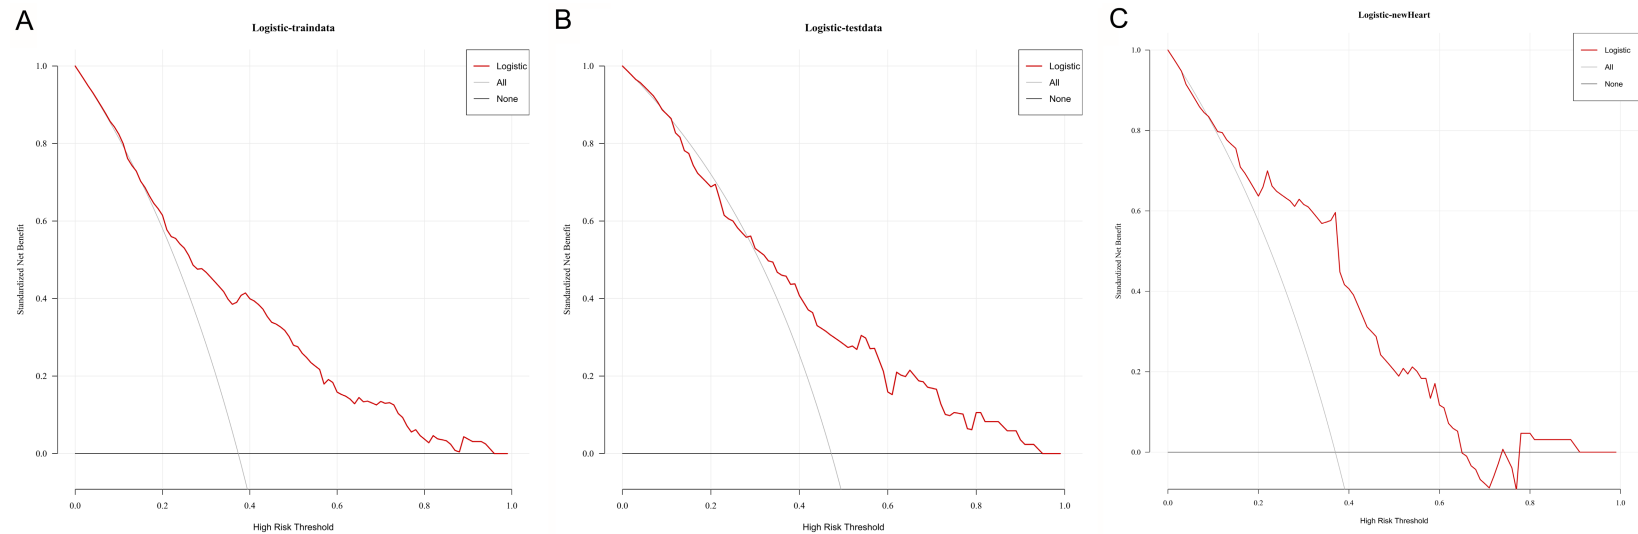 A
Logistic-traindata
Logistic
All
None
Standardized Net Benefit
1.0
0.8
0.6
0.4
0.2
0.0
0.0 0.2 0.4 0.6 0.8 1.0
High Risk Threshold
B
Logistic-testdata
Logistic
All
None
Standardized Net Benefit
1.0
0.8
0.6
0.4
0.2
0.0
0.0 0.2 0.4 0.6 0.8 1.0
High Risk Threshold
C
Logistic-newHeart
Logistic
All
None
Standardized Net Benefit
1.0
0.8
0.6
0.4
0.2
0.0
0.0 0.2 0.4 0.6 0.8 1.0
High Risk Threshold